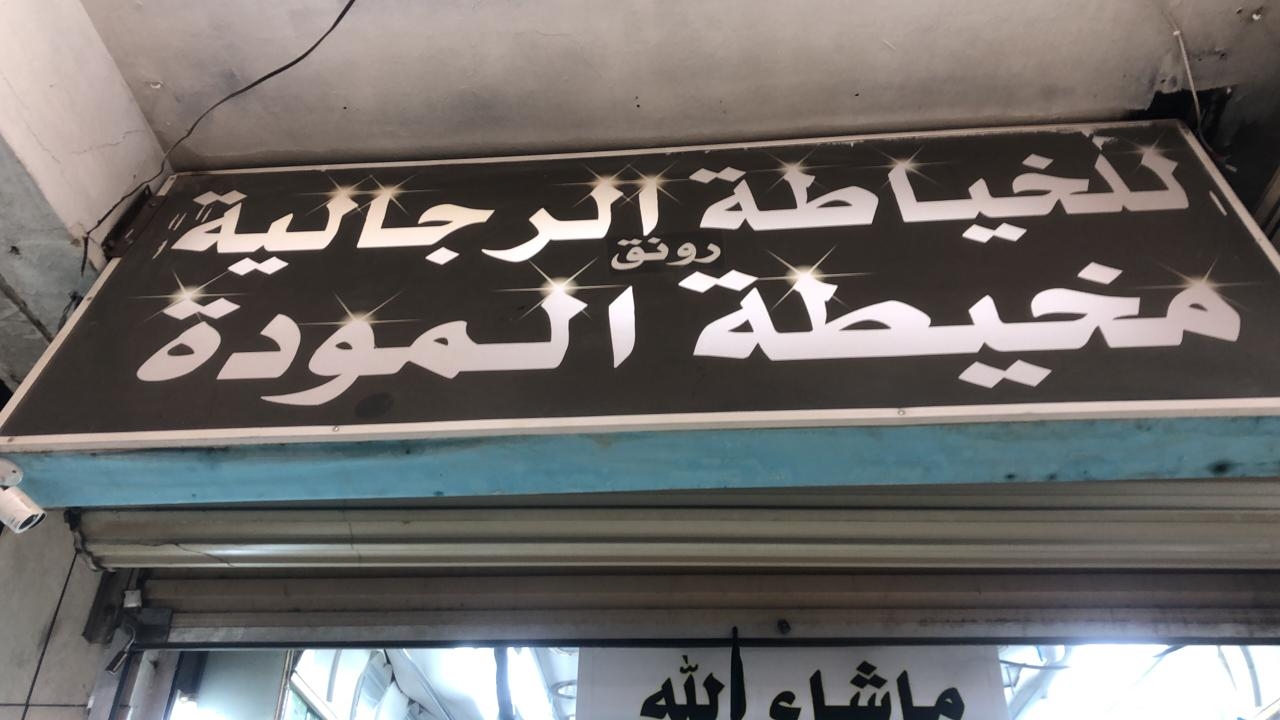 للخياطة الرجالية
رونق
مخيطة المودة
ماشاء الله